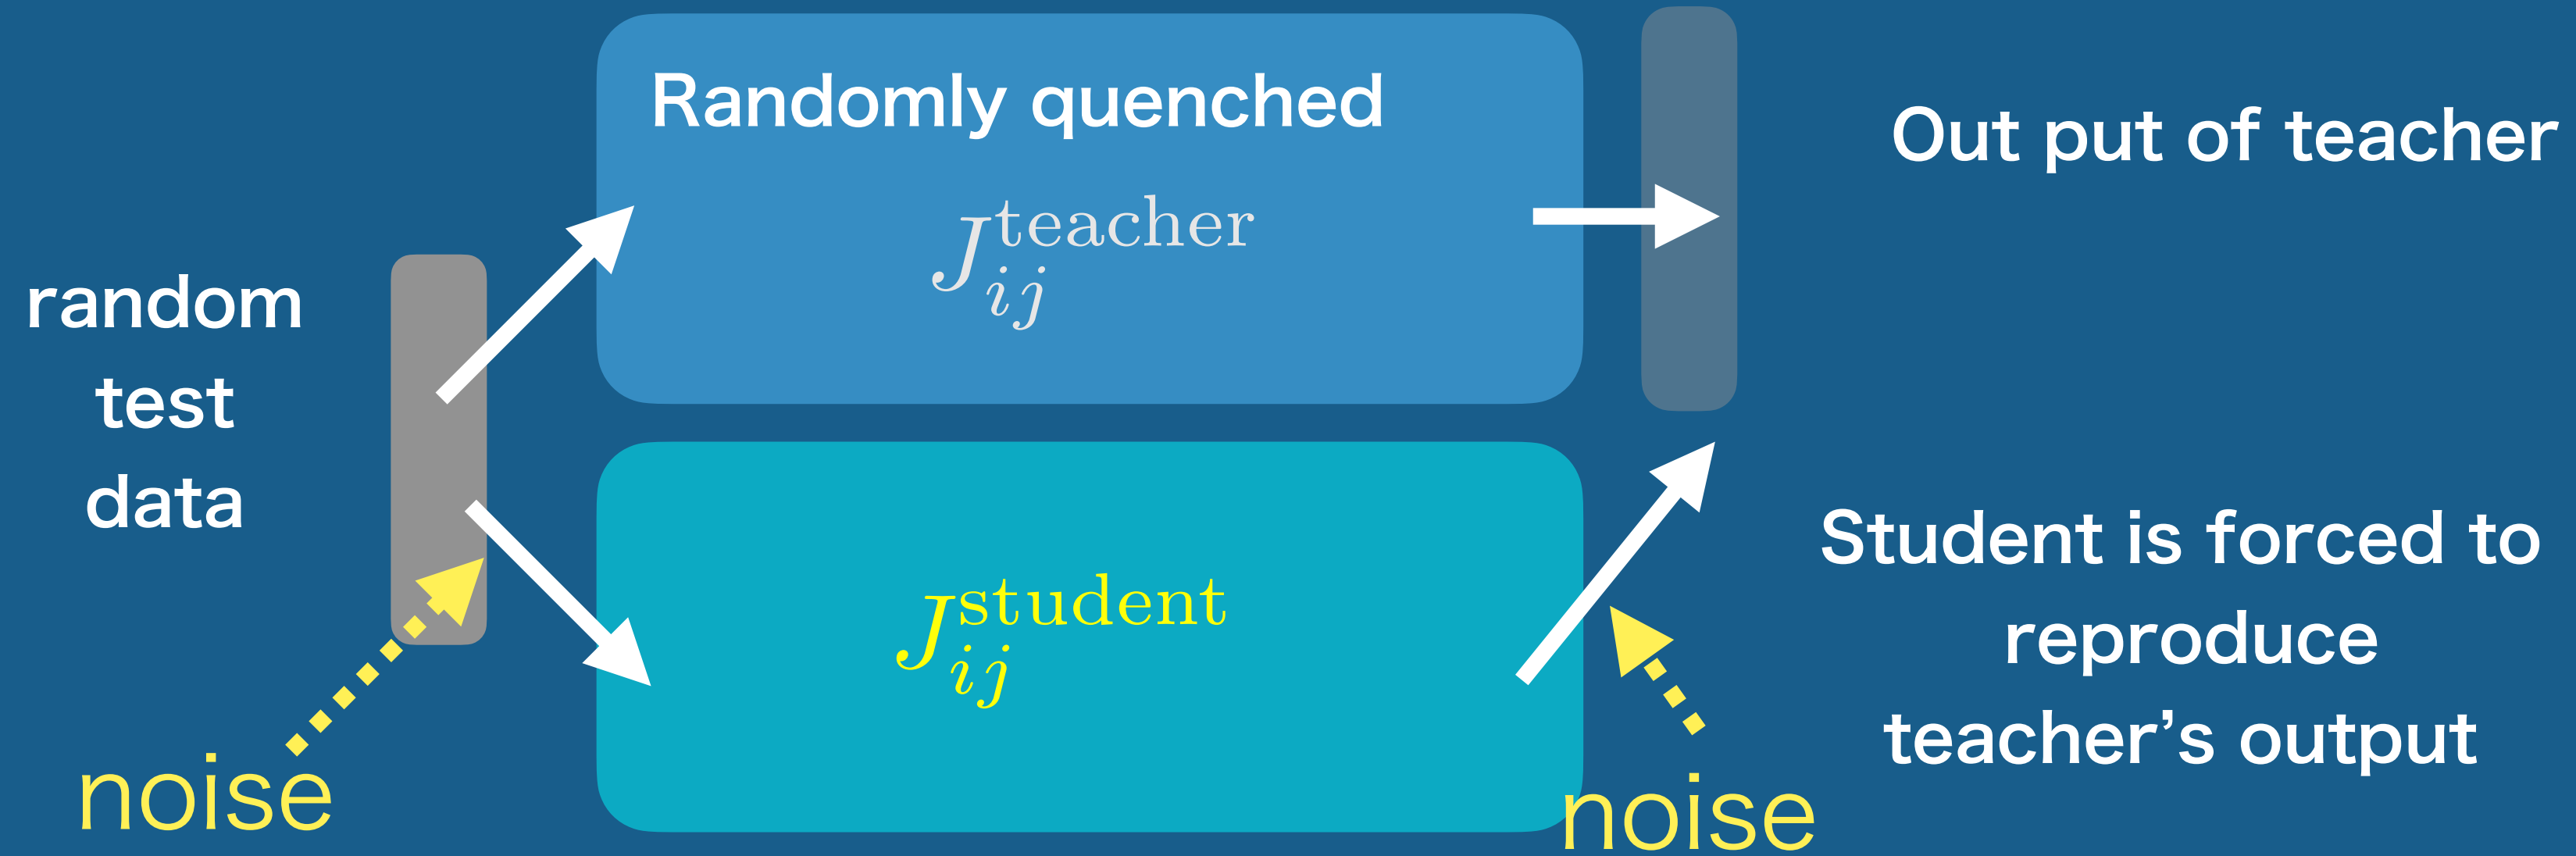 Randomly quenched
J_{ij}^{teacher}
Out put of teacher
random
test
data
J_{ij}^{student}
Student is forced to
reproduce
teacher’s output
noise
noise